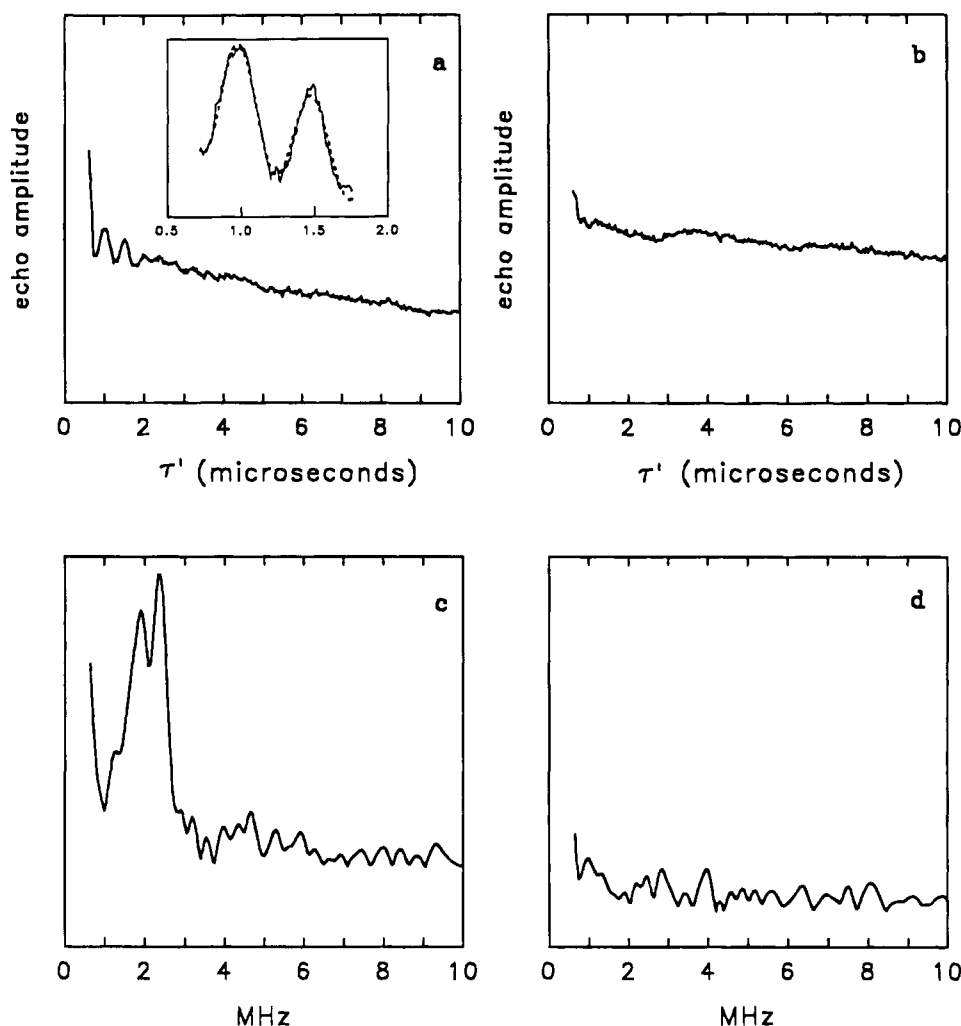 a
echo amplitude
0.5 1.0 1.5 2.0
0 2 4 6 8 10
τ' (microseconds)
b
echo amplitude
0 2 4 6 8 10
τ' (microseconds)
c
0 2 4 6 8 10
MHz
d
0 2 4 6 8 10
MHz